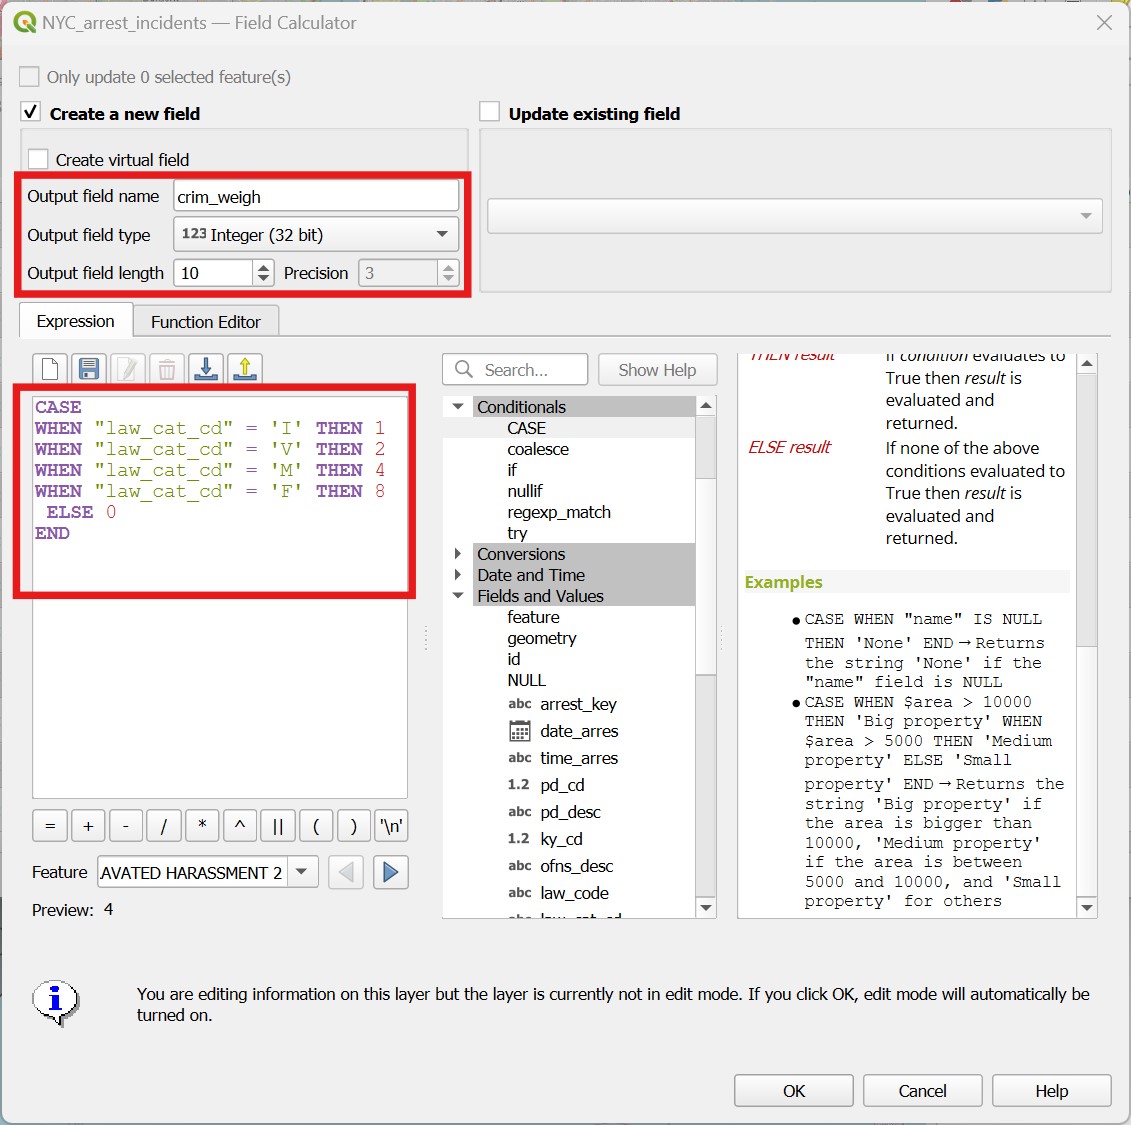 NYC_arrest_incidents — Field Calculator
Only update 0 selected feature(s)
Create a new field
Update existing field
Create virtual field
Output field name crim_weigh
Output field type 123 Integer (32 bit)
Output field length 10 Precision 3
Expression Function Editor
Search... Show Help
CASE
WHEN "law_cat_cd" = 'I' THEN 1
WHEN "law_cat_cd" = 'V' THEN 2
WHEN "law_cat_cd" = 'M' THEN 4
WHEN "law_cat_cd" = 'F' THEN 8
ELSE 0
END
= + - / * ^ || ( ) '\n'
Feature AVATED HARASSMENT 2
Preview: 4
Conditionals
CASE
coalesce
if
nullif
regexp_match
try
Conversions
Date and Time
Fields and Values
feature
geometry
id
NULL
abc arrest_key
date_arres
abc time_arres
1.2 pd_cd
abc pd_desc
1.2 ky_cd
abc ofns_desc
abc law_code
abc law_cat_cd
THEN result If condition evaluates to
True then result is
evaluated and
returned.
ELSE result If none of the above
conditions evaluated to
True then result is
evaluated and
returned.
Examples
● CASE WHEN "name" IS NULL
THEN 'None' END → Returns
the string 'None' if the
"name" field is NULL
● CASE WHEN $area > 10000
THEN 'Big property' WHEN
$area > 5000 THEN 'Medium
property' ELSE 'Small
property' END → Returns the
string 'Big property' if
the area is bigger than
10000, 'Medium property'
if the area is between
5000 and 10000, and 'Small
property' for others
You are editing information on this layer but the layer is currently not in edit mode. If you click OK, edit mode will automatically be
turned on.
OK Cancel Help